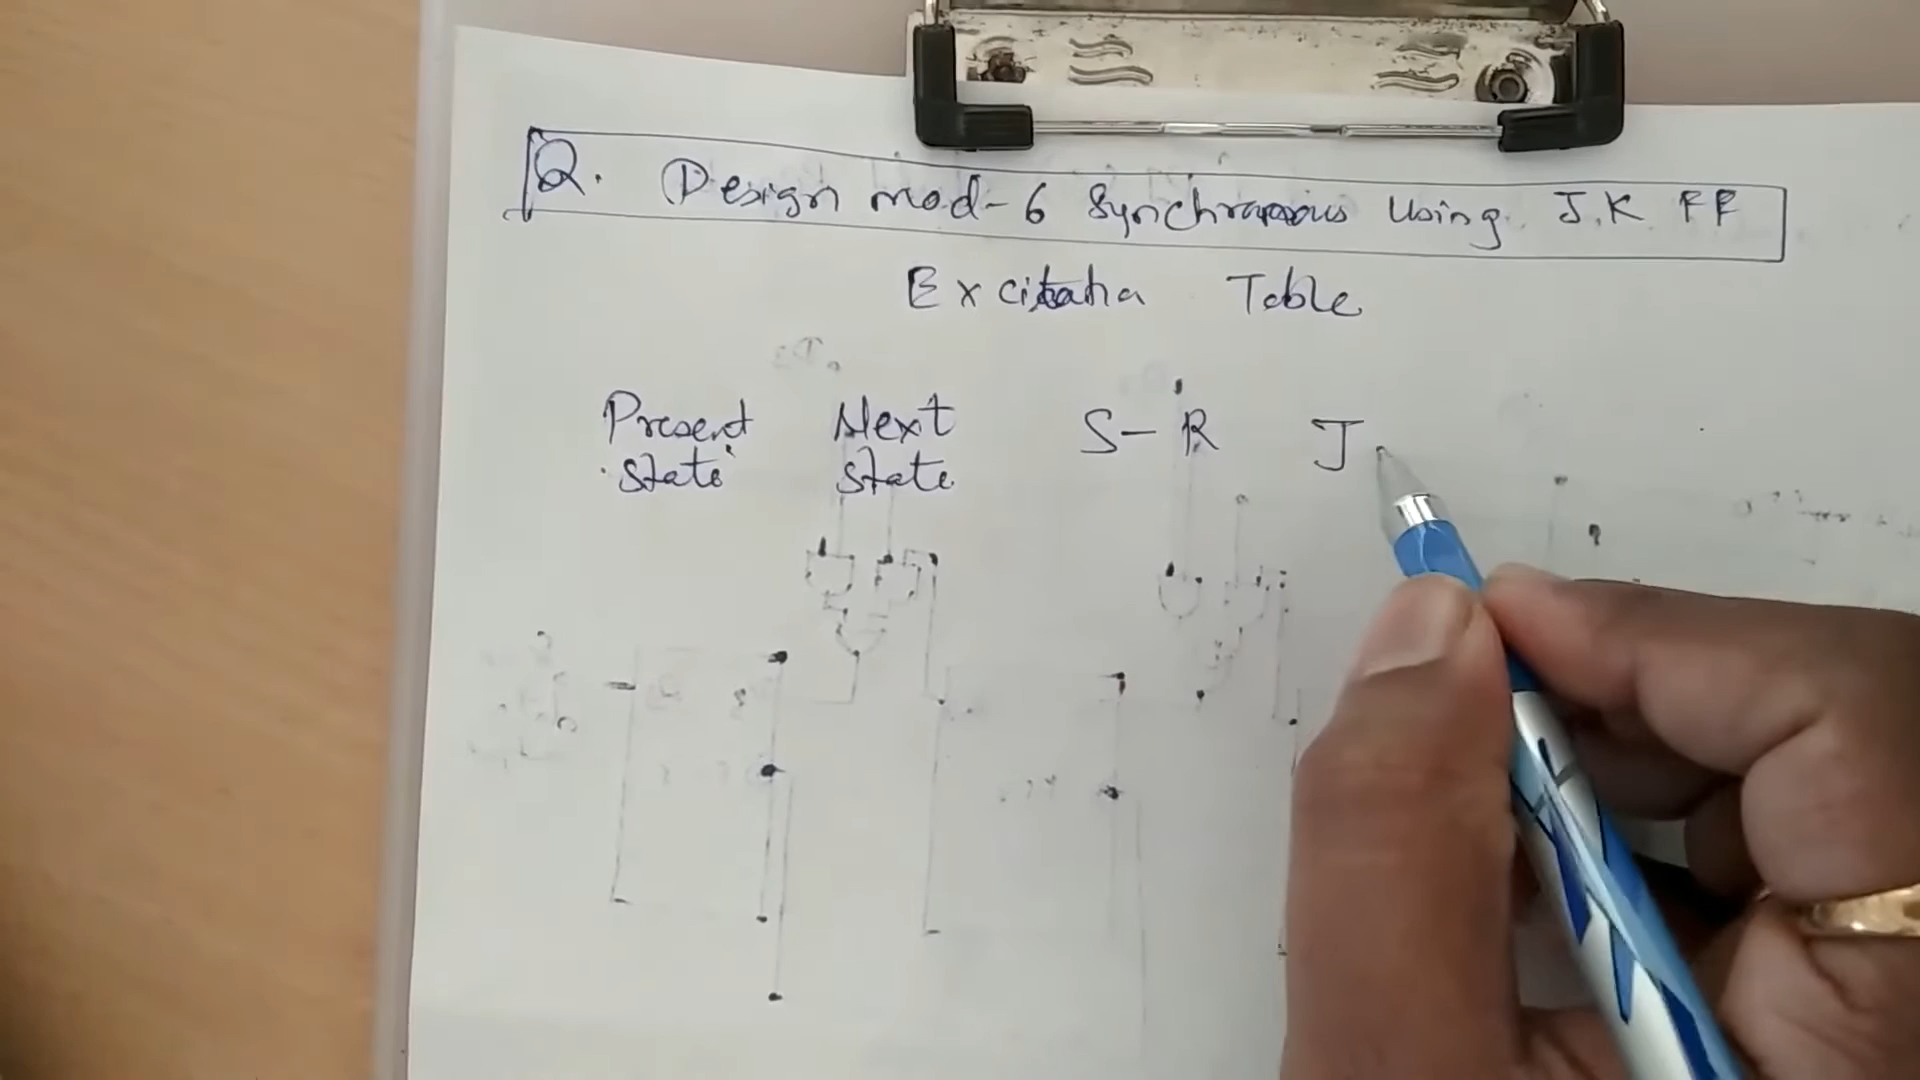 Q. Design mod-6 Synchronous Using J.K FF
Excitation Table
Present Next S-R J
state state